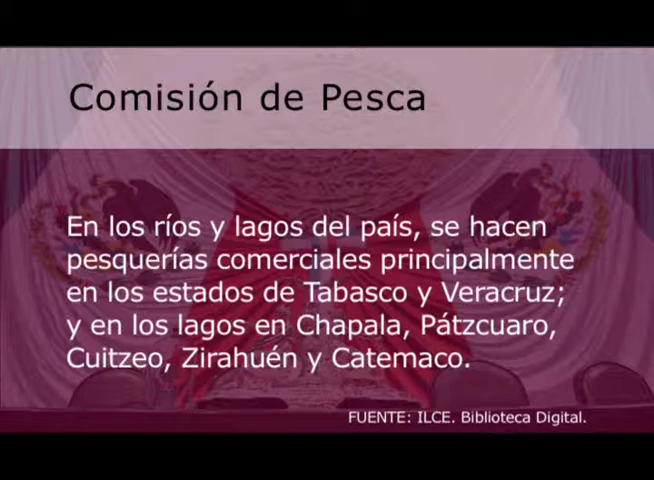 Comisión de Pesca
En los ríos y lagos del país, se hacen
pesquerías comerciales principalmente
en los estados de Tabasco y Veracruz;
y en los lagos en Chapala, Pátzcuaro,
Cuitzeo, Zirahuén y Catemaco.
FUENTE: ILCE. Biblioteca Digital.